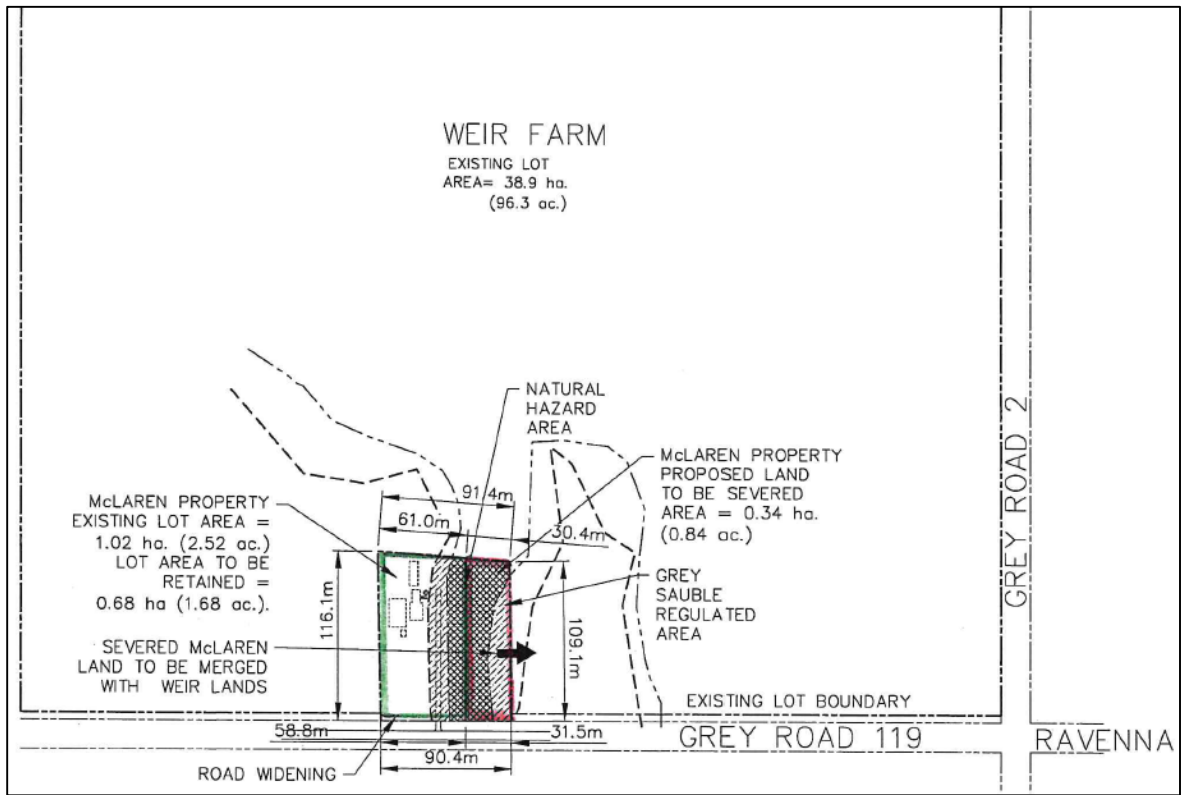 WEIR FARM
EXISTING LOT
AREA= 38.9 ha.
(96.3 ac.)
GREY ROAD 2
NATURAL
HAZARD
AREA
McLAREN PROPERTY
PROPOSED LAND
TO BE SEVERED
AREA = 0.34 ha.
(0.84 ac.)
91.4m
61.0m
30.4m
McLAREN PROPERTY
EXISTING LOT AREA =
1.02 ha. (2.52 ac.)
LOT AREA TO BE
RETAINED =
0.68 ha (1.68 ac.).
GREY
SAUBLE
REGULATED
AREA
116.1m
109.1m
SEVERED McLAREN
LAND TO BE MERGED
WITH WEIR LANDS
EXISTING LOT BOUNDARY
58.8m
31.5m
GREY ROAD 119
RAVENNA
90.4m
ROAD WIDENING